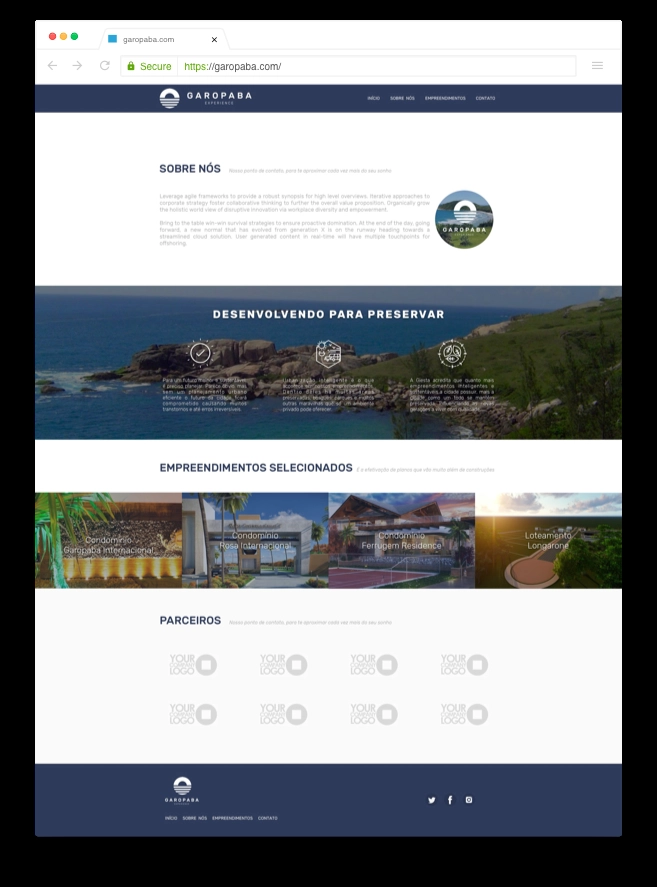 garopaba.com
Secure
https://garopaba.com/
GAROPABA
EXPERIENCE
INÍCIO SOBRE NÓS EMPREENDIMENTOS CONTATO
SOBRE NÓS Nosso ponto de contato, para te aproximar cada vez mais do seu sonho
Leverage agile frameworks to provide a robust synopsis for high level overviews. Iterative approaches to
corporate strategy foster collaborative thinking to further the overall value proposition. Organically grow
the holistic world view of disruptive innovation via workplace diversity and empowerment.
Bring to the table win-win survival strategies to ensure proactive domination. At the end of the day, going
forward, a new normal that has evolved from generation X is on the runway heading towards a
streamlined cloud solution. User generated content in real-time will have multiple touchpoints for
offshoring.
GAROPABA
DESENVOLVENDO PARA PRESERVAR
EMPREENDIMENTOS SELECIONADOS É a efetivação de planos que vão muito além de construções
Condomínio
Garopaba Internacional
Condomínio
Rosa Internacional
Condomínio
Ferrugem Residence
Loteamento
Longarone
PARCEIROS Nosso ponto de contato, para te aproximar cada vez mais do seu sonho
YOUR
COMPANY
LOGO
YOUR
COMPANY
LOGO
YOUR
COMPANY
LOGO
YOUR
COMPANY
LOGO
YOUR
COMPANY
LOGO
YOUR
COMPANY
LOGO
YOUR
COMPANY
LOGO
YOUR
COMPANY
LOGO
GAROPABA
INÍCIO SOBRE NÓS EMPREENDIMENTOS CONTATO